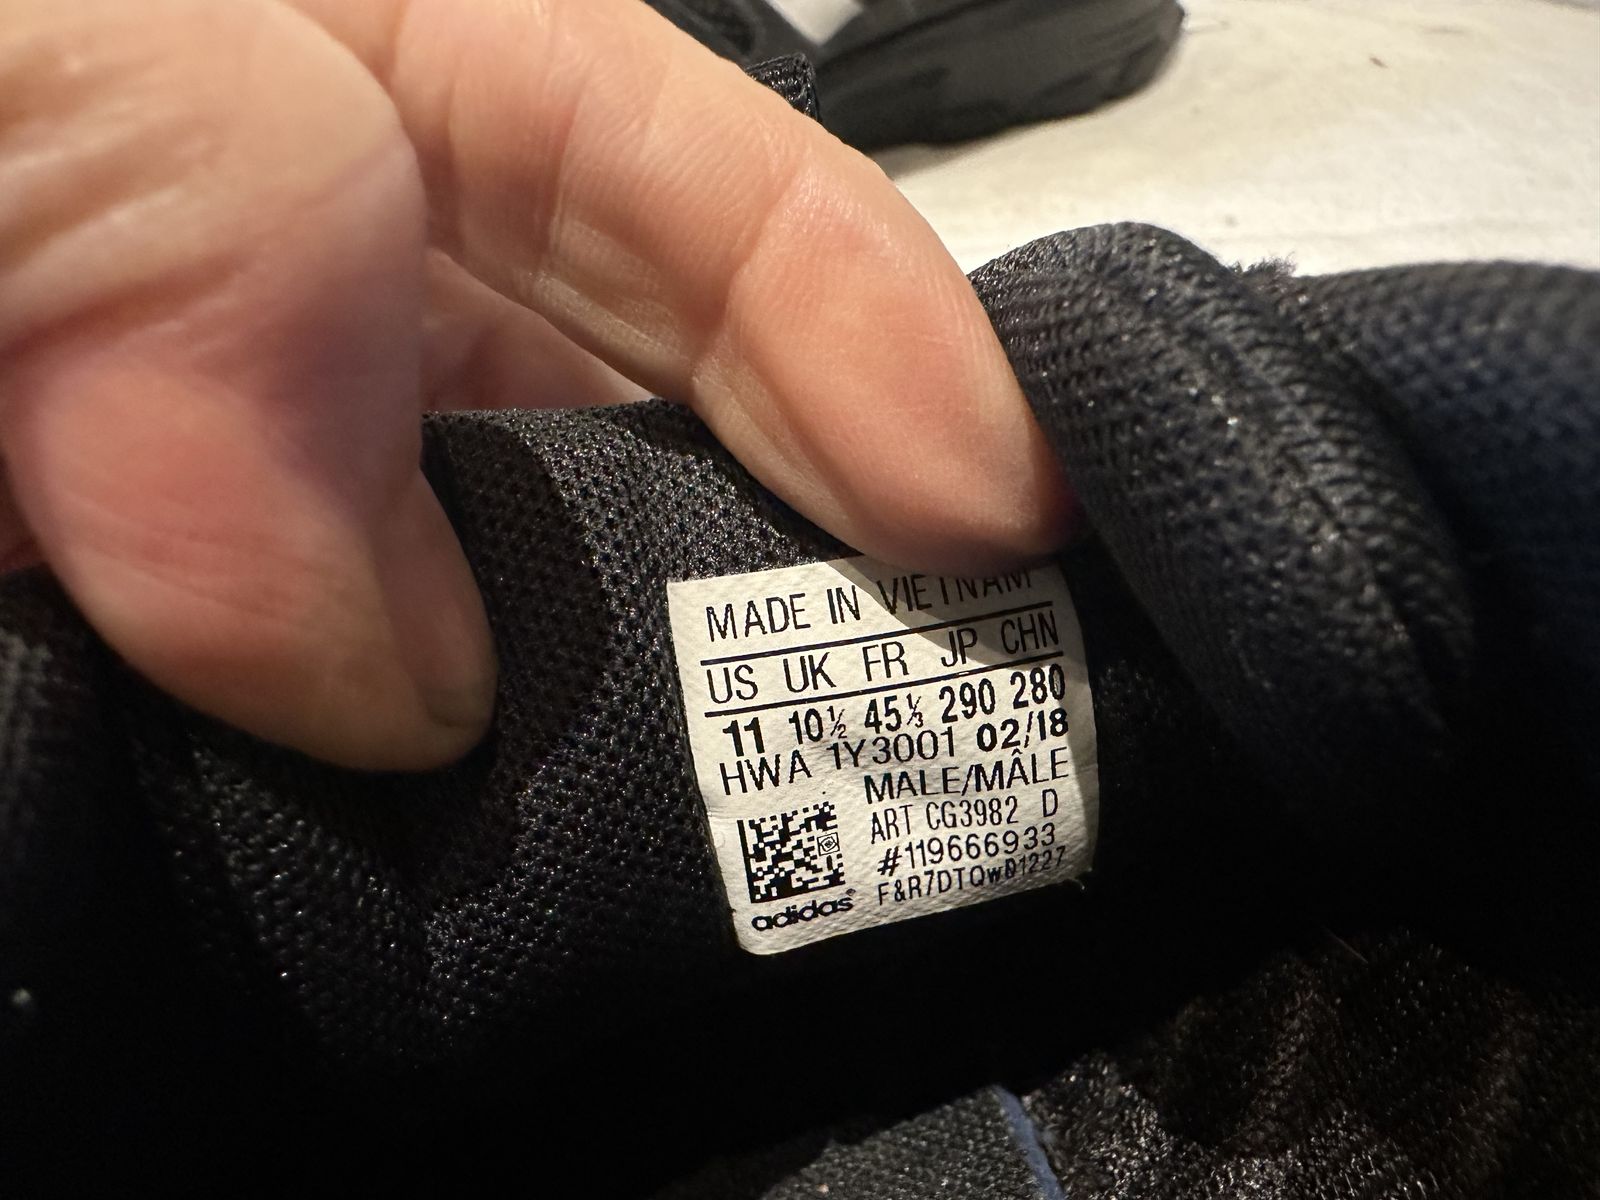 MADE IN VIETNAM
US UK FR JP CHN
11 10½ 45⅓ 290 280
HWA 1Y3001 02/18
MALE/MÂLE
ART CG3982 D
#119666933
F&R7DTQwD1227
adidas